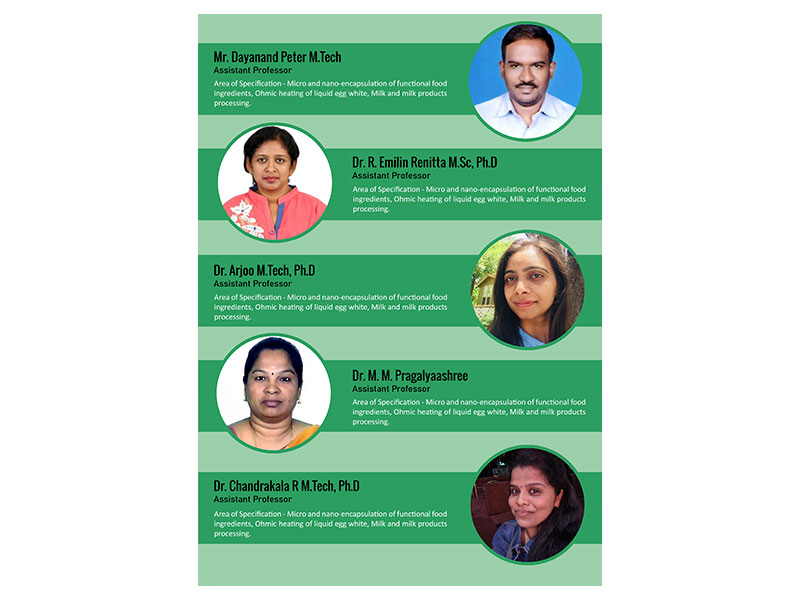 Mr. Dayanand Peter M.Tech
Assistant Professor
Area of Specification - Micro and nano-encapsulation of functional food
ingredients, Ohmic heating of liquid egg white, Milk and milk products
processing.
Dr. R. Emilin Renitta M.Sc, Ph.D
Assistant Professor
Area of Specification - Micro and nano-encapsulation of functional food
ingredients, Ohmic heating of liquid egg white, Milk and milk products
processing.
Dr. Arjoo M.Tech, Ph.D
Assistant Professor
Area of Specification - Micro and nano-encapsulation of functional food
ingredients, Ohmic heating of liquid egg white, Milk and milk products
processing.
Dr. M. M. Pragalyaashree
Assistant Professor
Area of Specification - Micro and nano-encapsulation of functional food
ingredients, Ohmic heating of liquid egg white, Milk and milk products
processing.
Dr. Chandrakala R M.Tech, Ph.D
Assistant Professor
Area of Specification - Micro and nano-encapsulation of functional food
ingredients, Ohmic heating of liquid egg white, Milk and milk products
processing.